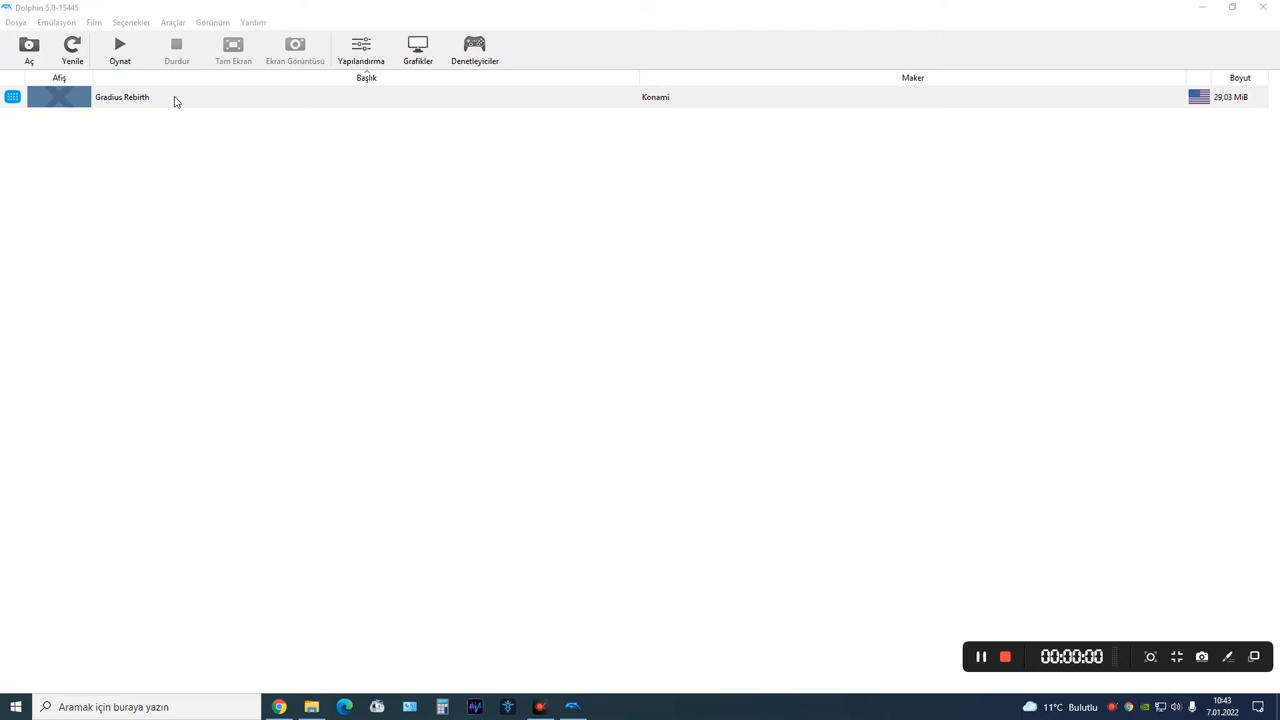 Dolphin 5.0-15445
Dosya Emülasyon Film Seçenekler Araçlar Görünüm Yardım
Aç Yenile Oynat Durdur Tam Ekran Ekran Görüntüsü Yapılandırma Grafikler Denetleyiciler
Afiş Başlık Maker Boyut
Gradius Rebirth Konami 29,03 MiB
00:00:00
Aramak için buraya yazın
11°C Bulutlu
10:43
7.01.2022